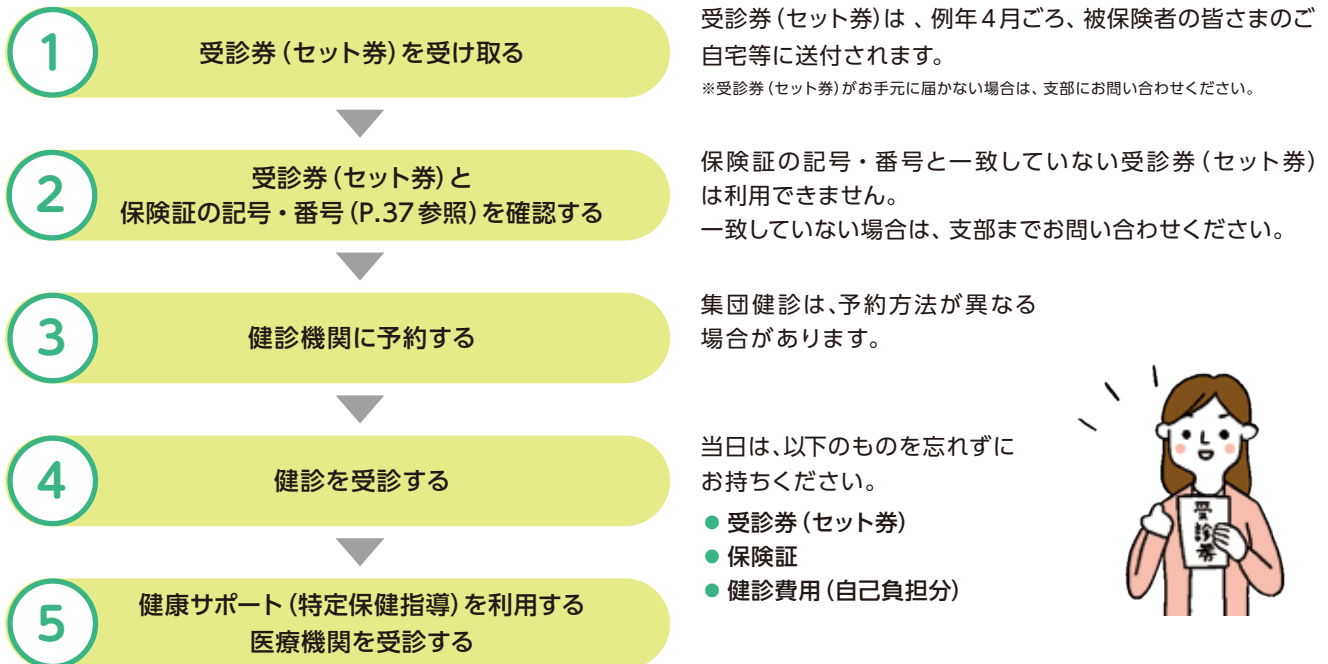 1
受診券（セット券）を受け取る
受診券（セット券）は、例年４月ごろ、被保険者の皆さまのご
自宅等に送付されます。
※受診券（セット券）がお手元に届かない場合は、支部にお問い合わせください。
2
受診券（セット券）と
保険証の記号・番号（P.37参照）を確認する
保険証の記号・番号と一致していない受診券（セット券）
は利用できません。
一致していない場合は、支部までお問い合わせください。
3
健診機関に予約する
集団健診は、予約方法が異なる
場合があります。
4
健診を受診する
当日は、以下のものを忘れずに
お持ちください。
● 受診券（セット券）
● 保険証
● 健診費用（自己負担分）
受診券
5
健康サポート（特定保健指導）を利用する
医療機関を受診する